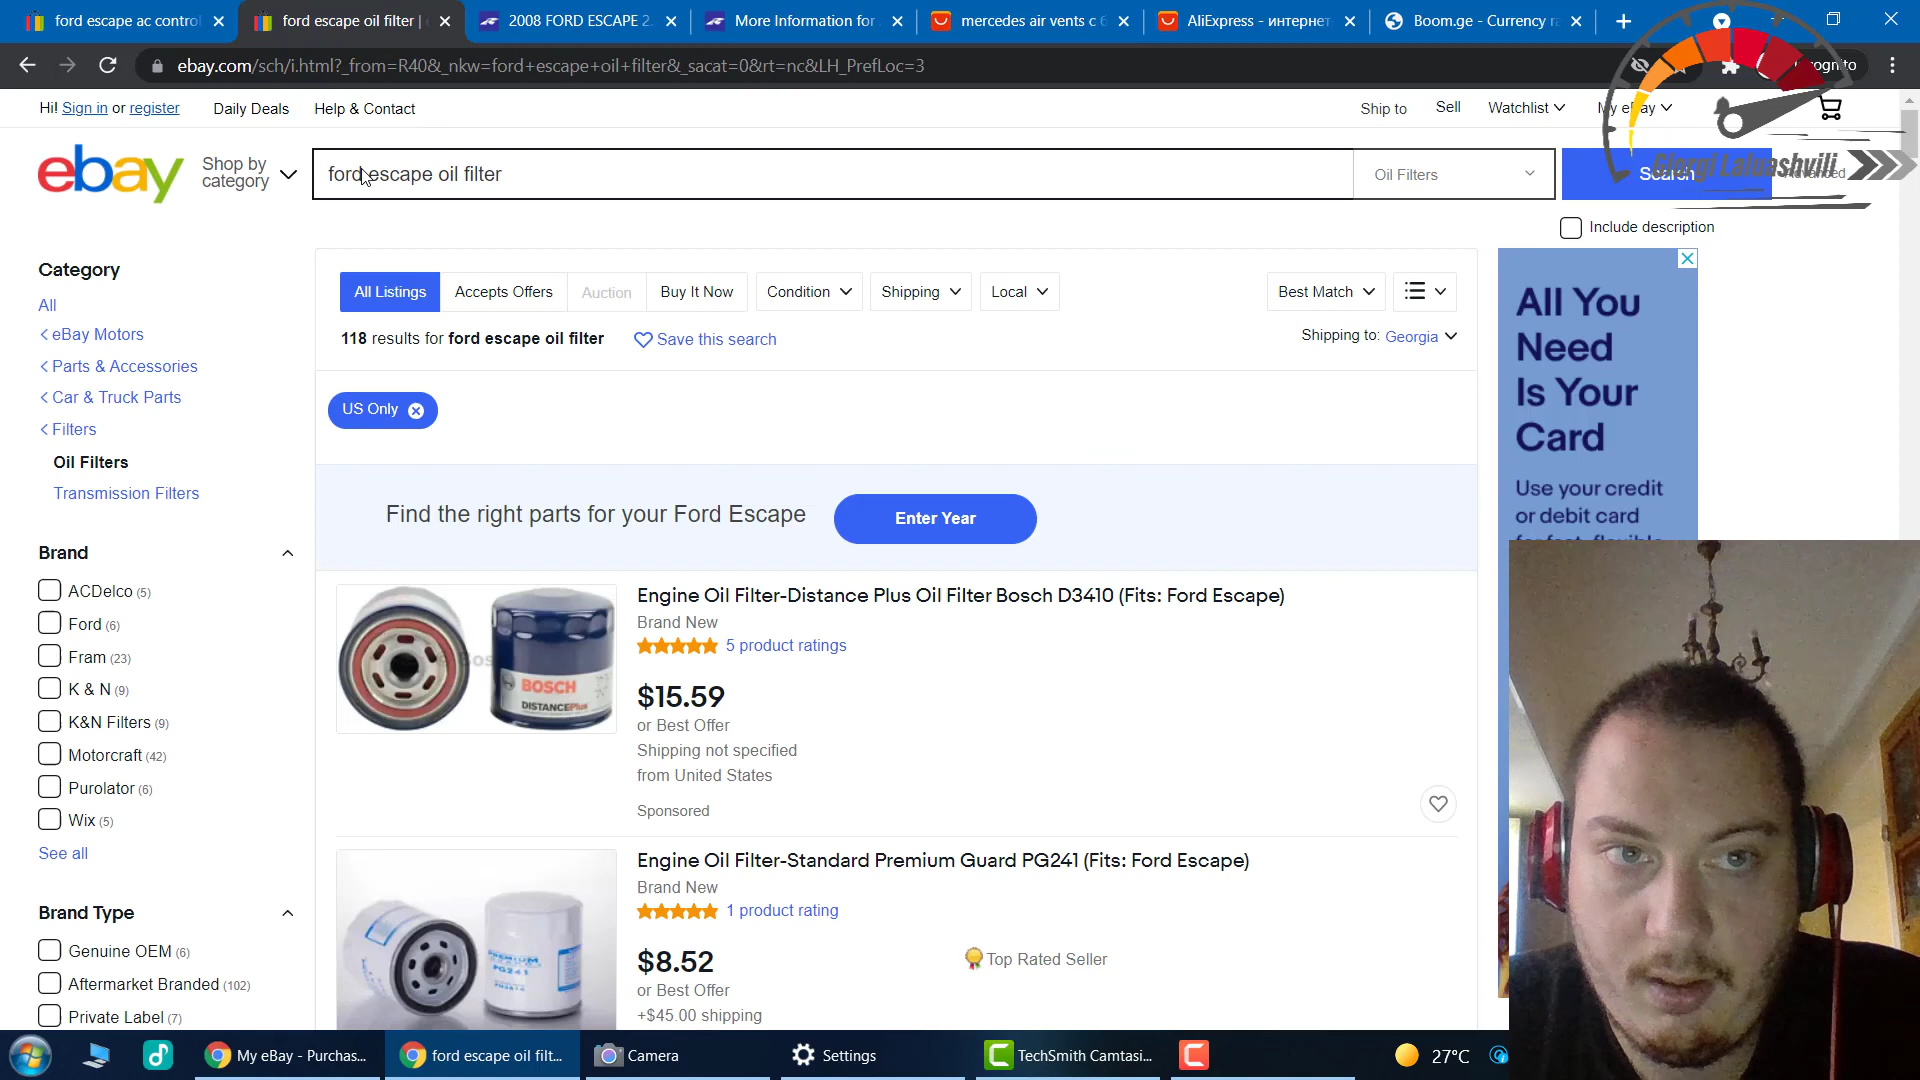 ford escape ac control
ford escape oil filter |
2008 FORD ESCAPE 2.
More Information for
mercedes air vents c 6
AliExpress - интернет
Boom.ge - Currency ra
ebay.com/sch/i.html?_from=R40&_nkw=ford+escape+oil+filter&_sacat=0&rt=nc&LH_PrefLoc=3
Hi! Sign in or register
Daily Deals
Help & Contact
Ship to
Sell
Watchlist
My eBay
ebay
Shop by
category
ford escape oil filter
Oil Filters
Search
Advanced
Giorgi Laluashvili
Include description
Category
All
eBay Motors
Parts & Accessories
Car & Truck Parts
Filters
Oil Filters
Transmission Filters
Brand
ACDelco (5)
Ford (6)
Fram (23)
K & N (9)
K&N Filters (9)
Motorcraft (42)
Purolator (6)
Wix (5)
See all
Brand Type
Genuine OEM (6)
Aftermarket Branded (102)
Private Label (7)
All Listings
Accepts Offers
Auction
Buy It Now
Condition
Shipping
Local
Best Match
118 results for ford escape oil filter
Save this search
Shipping to: Georgia
US Only
Find the right parts for your Ford Escape
Enter Year
Engine Oil Filter-Distance Plus Oil Filter Bosch D3410 (Fits: Ford Escape)
Brand New
5 product ratings
$15.59
or Best Offer
Shipping not specified
from United States
Sponsored
BOSCH
DISTANCEPlus
Engine Oil Filter-Standard Premium Guard PG241 (Fits: Ford Escape)
Brand New
1 product rating
$8.52
or Best Offer
+$45.00 shipping
Top Rated Seller
PG241
All You
Need
Is Your
Card
Use your credit
or debit card
My eBay - Purchas...
ford escape oil filt...
Camera
Settings
TechSmith Camtasi...
27°C